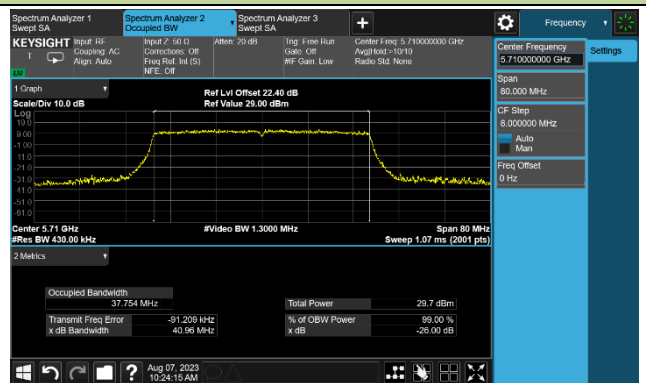 Spectrum Analyzer 1
Swept SA
Spectrum Analyzer 2
Occupied BW
Spectrum Analyzer 3
Swept SA
Frequency
KEYSIGHT
Input: RF
Coupling: AC
Align: Auto
Input Z: 50 Ω
Corrections: Off
Freq Ref: Int (S)
NFE: Off
Atten: 20 dB
Trig: Free Run
Gate: Off
#IF Gain: Low
Center Freq: 5.710000000 GHz
Avg|Hold:>10/10
Radio Std: None
LXI
Center Frequency
5.710000000 GHz
Settings
Span
80.000 MHz
CF Step
8.000000 MHz
Auto
Man
Freq Offset
0 Hz
1 Graph
Scale/Div 10.0 dB
Ref Lvl Offset 22.40 dB
Ref Value 29.00 dBm
Log
19.0
9.00
-1.00
-11.0
-21.0
-31.0
-41.0
-51.0
-61.0
Center 5.71 GHz
#Res BW 430.00 kHz
#Video BW 1.3000 MHz
Span 80 MHz
Sweep 1.07 ms (2001 pts)
2 Metrics
Occupied Bandwidth
37.754 MHz
Total Power 29.7 dBm
Transmit Freq Error -91.209 kHz
% of OBW Power 99.00 %
x dB Bandwidth 40.96 MHz
x dB -26.00 dB
Aug 07, 2023
10:24:15 AM